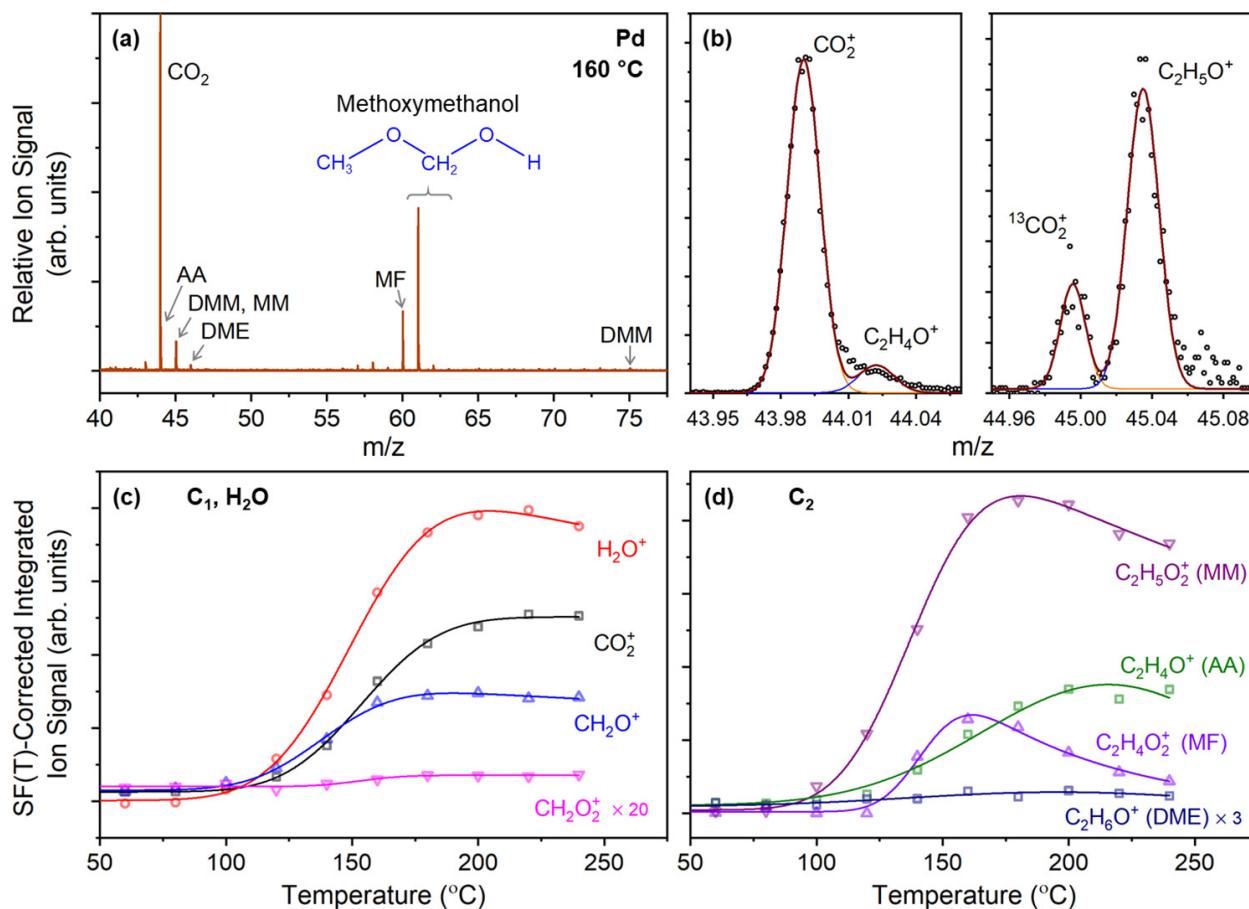 (a)
Pd
160 °C
CO₂
Methoxymethanol
CH₃
O
CH₂
O
H
AA
DMM, MM
DME
MF
DMM
40 45 50 55 60 65 70 75
m/z
Relative Ion Signal
(arb. units)
(b)
CO₂⁺
C₂H₄O⁺
43.95 43.98 44.01 44.04
¹³CO₂⁺
C₂H₅O⁺
44.96 45.00 45.04 45.08
m/z
(c) C₁, H₂O
H₂O⁺
CO₂⁺
CH₂O⁺
CH₂O₂⁺ × 20
50 100 150 200 250
Temperature (°C)
SF(T)-Corrected Integrated
Ion Signal (arb. units)
(d) C₂
C₂H₅O₂⁺ (MM)
C₂H₄O⁺ (AA)
C₂H₄O₂⁺ (MF)
C₂H₆O⁺ (DME) × 3
50 100 150 200 250
Temperature (°C)